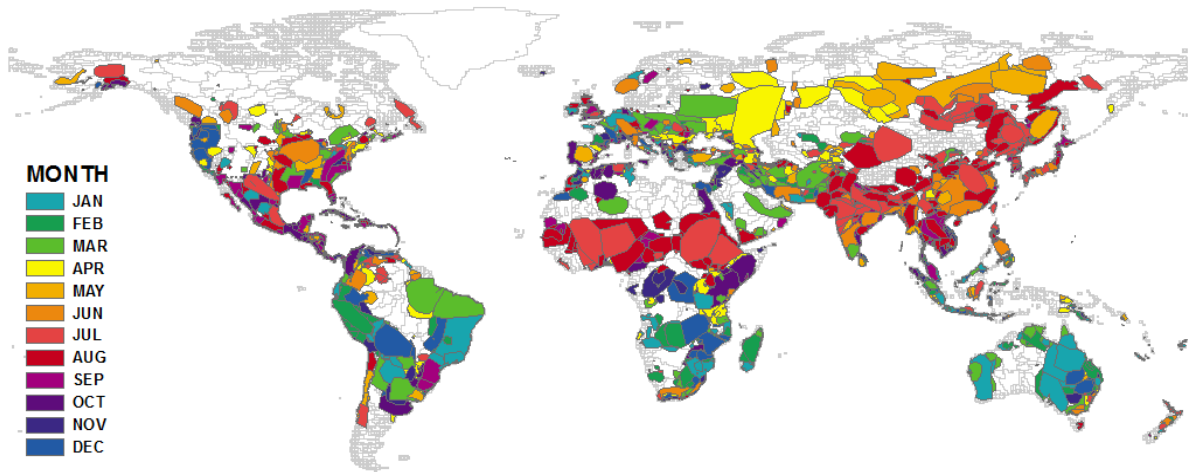 MONTH
JAN
FEB
MAR
APR
MAY
JUN
JUL
AUG
SEP
OCT
NOV
DEC